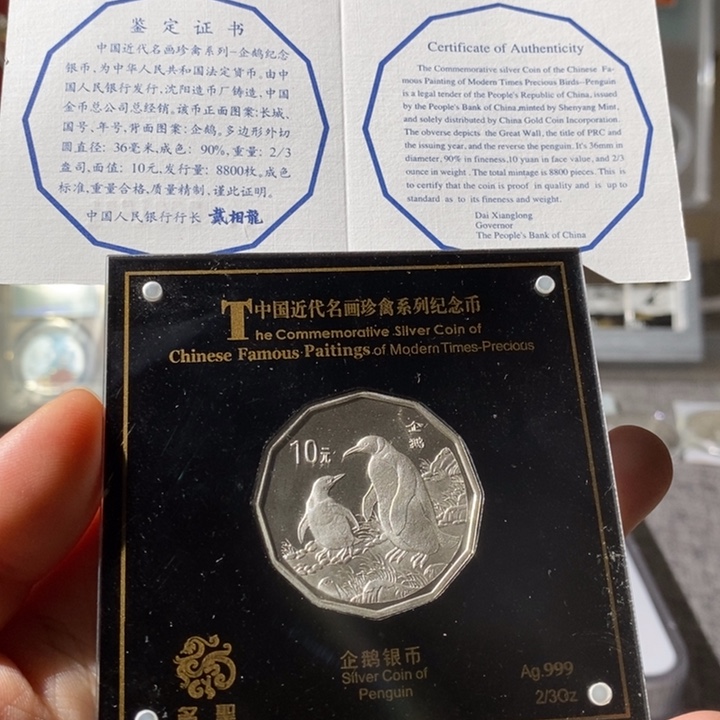 鉴定证书
中国近代名画珍禽系列-企鹅纪念
银币,为中华人民共和国法定货币。由中
国人民银行发行,沈阳造币厂铸造,中国
金币总公司总经销。该币正面图案:长城、
国号、年号,背面图案:企鹅。多边形外切
圆直径:36毫米,成色:90%,重量:2/3
盎司,面值:10元,发行量:8800枚。成色
标准,重量合格,质量精制,谨此证明。
中国人民银行行长 戴相龍
Certificate of Authenticity
The Commemorative silver Coin of the Chinese Fa-
mous Painting of Modern Times Precious Birds-Penguin
is a legal tender of the People's Republic of China, issued
by the People's Bank of China,minted by Shenyang Mint,
and solely distributed by China Gold Coin Incorporation.
The obverse depicts the Great Wall, the title of PRC and
the issuing year, and the reverse the penguin. It's 36mm in
diameter, 90% in fineness,10 yuan in face value, and 2/3
ounce in weight. The total mintage is 8800 pieces. This is
to certify that the coin is proof in quality and is up to
standard as to its fineness and weight.
Dai Xianglong
Governor
The People's Bank of China
中国近代名画珍禽系列纪念币
The Commemorative Silver Coin of
Chinese Famous Paitings of Modern Times-Precious
企鹅
10元
企鹅银币
Silver Coin of
Penguin
Ag.999
2/3Oz